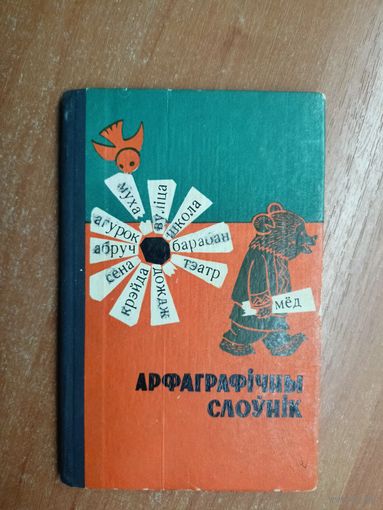 муха
вуліца
школа
агурок
абруч
барабан
сена
тэатр
крэйда
дождж
мёд
АРФАГРАФІЧНЫ
СЛОЎНІК